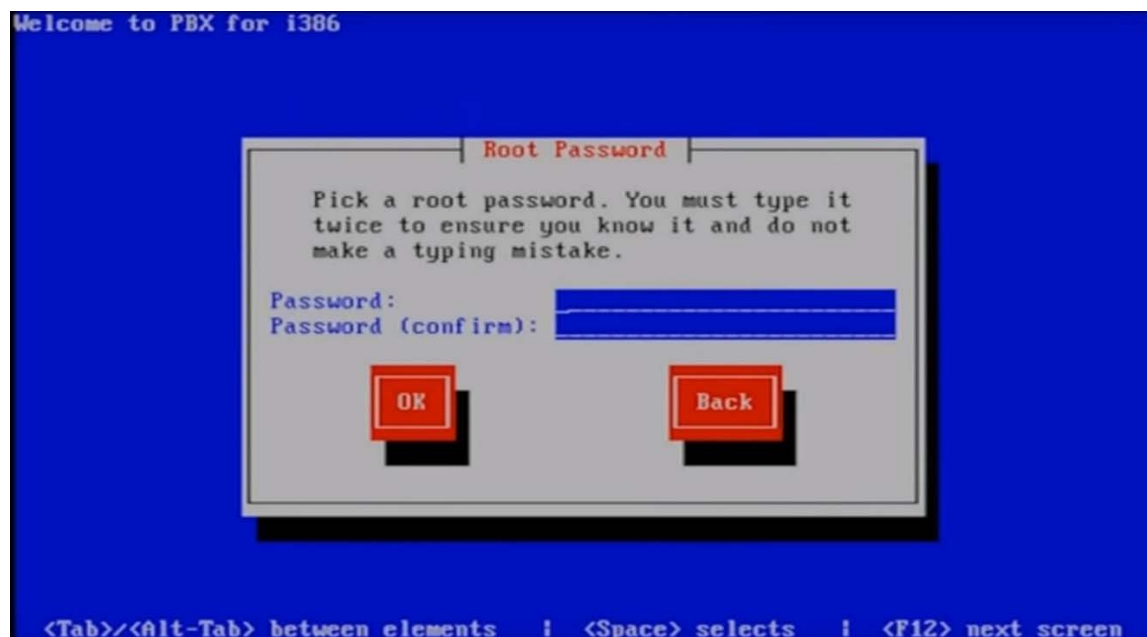 Welcome to PBX for i386
Root Password
Pick a root password. You must type it
twice to ensure you know it and do not
make a typing mistake.
Password:
Password (confirm):
OK
Back
<Tab>/<Alt-Tab> between elements | <Space> selects | <F12> next screen